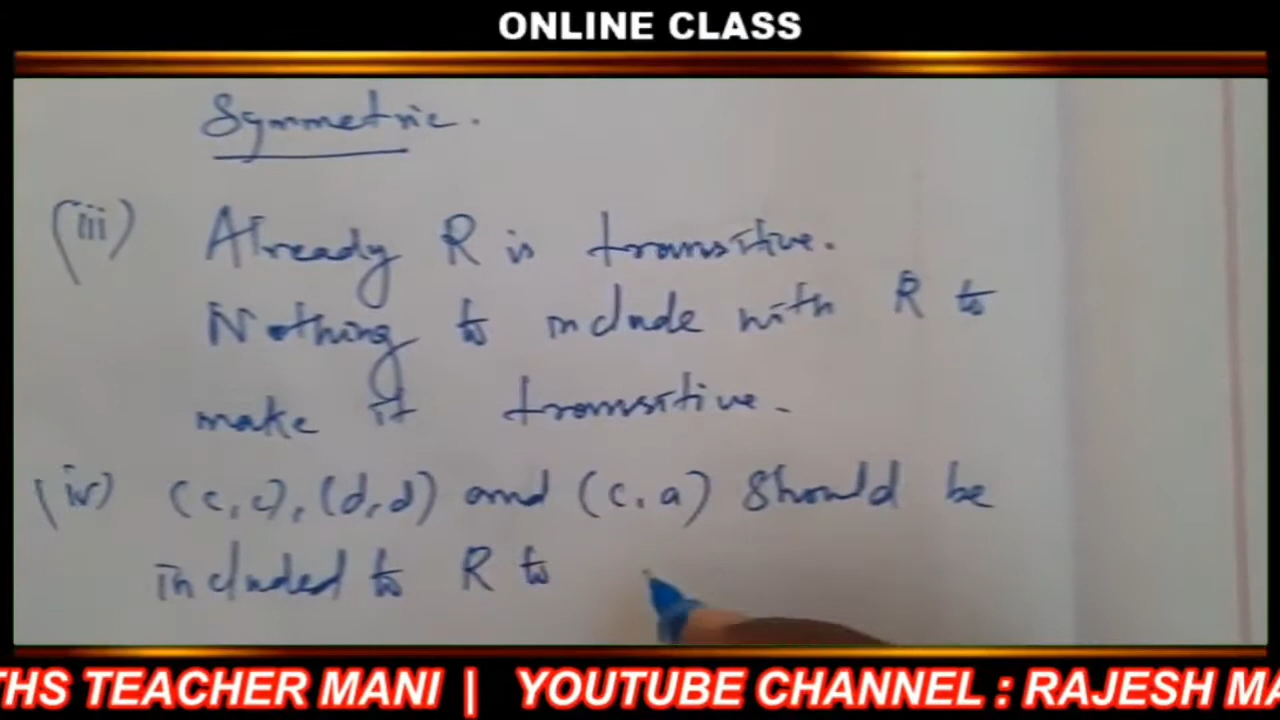 ONLINE CLASS
Symmetric.
(iii) Already R is transitive.
Nothing to include with R to
make it transitive.
(iv) (c,c), (d,d) and (c,a) should be
included to R to
THS TEACHER MANI | YOUTUBE CHANNEL : RAJESH MA